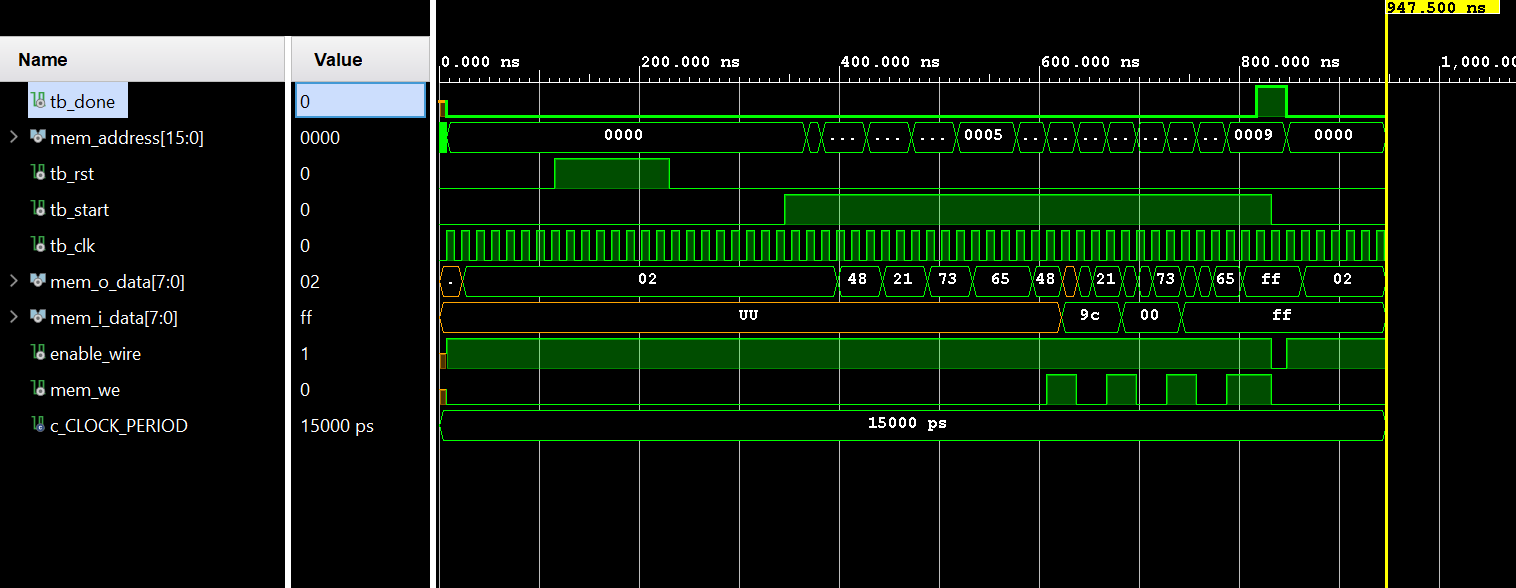 947.500 ns
Name Value
0.000 ns 200.000 ns 400.000 ns 600.000 ns 800.000 ns 1,000.00
tb_done 0
mem_address[15:0] 0000 0000 ... ... ... 0005 .. .. .. .. .. .. .. 0009 0000
tb_rst 0
tb_start 0
tb_clk 0
mem_o_data[7:0] 02 . 02 48 21 73 65 48 21 73 65 ff 02
mem_i_data[7:0] ff UU 9c 00 ff
enable_wire 1
mem_we 0
c_CLOCK_PERIOD 15000 ps 15000 ps